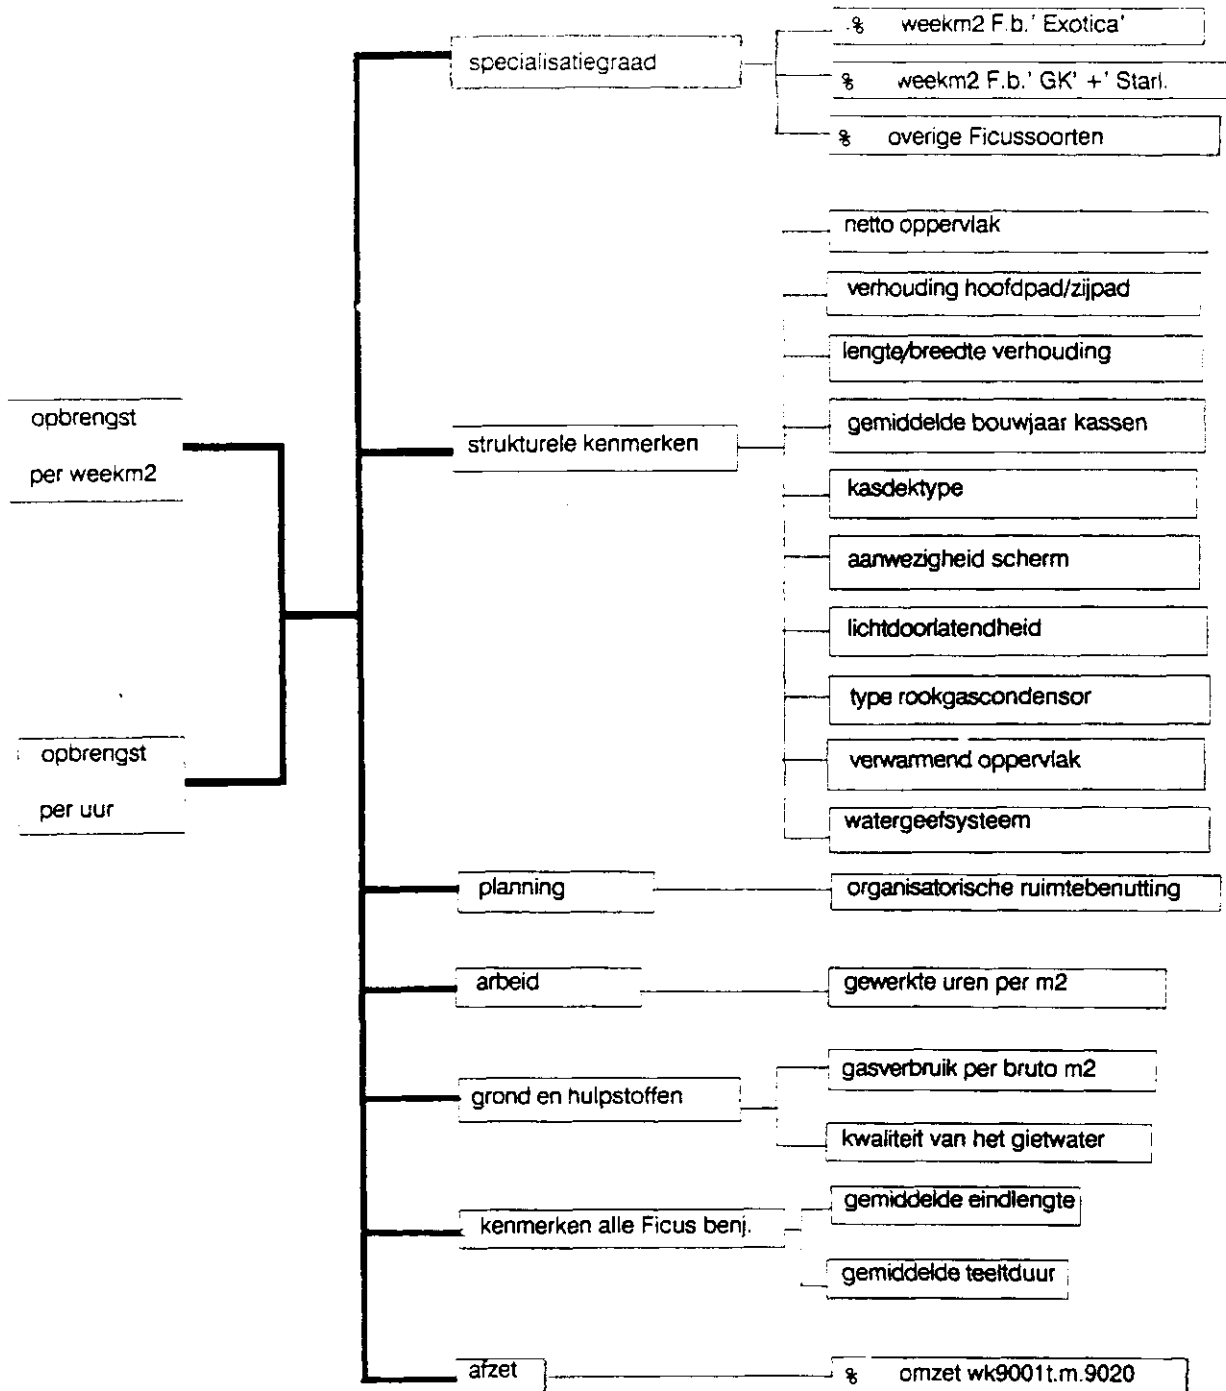 opbrengst
per weekm2
opbrengst
per uur
specialisatiegraad
% weekm2 F.b.' Exotica'
% weekm2 F.b.' GK' +' Starl.
% overige Ficussoorten
strukturele kenmerken
netto oppervlak
verhouding hoofdpad/zijpad
lengte/breedte verhouding
gemiddelde bouwjaar kassen
kasdektype
aanwezigheid scherm
lichtdoorlatendheid
type rookgascondensor
verwarmend oppervlak
watergeefsysteem
planning
organisatorische ruimtebenutting
arbeid
gewerkte uren per m2
grond en hulpstoffen
gasverbruik per bruto m2
kwaliteit van het gietwater
kenmerken alle Ficus benj.
gemiddelde eindlengte
gemiddelde teeltduur
afzet
% omzet wk9001t.m.9020